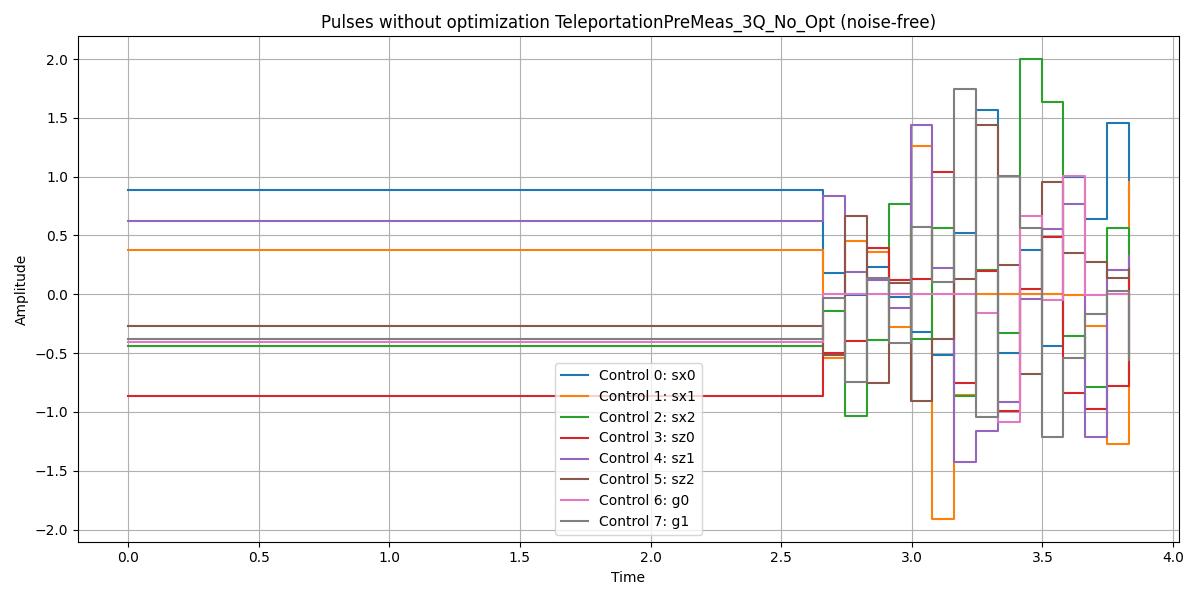 Pulses without optimization TeleportationPreMeas_3Q_No_Opt (noise-free)
2.0
1.5
1.0
0.5
0.0
−0.5
−1.0
−1.5
−2.0
Amplitude
Control 0: sx0
Control 1: sx1
Control 2: sx2
Control 3: sz0
Control 4: sz1
Control 5: sz2
Control 6: g0
Control 7: g1
0.0 0.5 1.0 1.5 2.0 2.5 3.0 3.5 4.0
Time